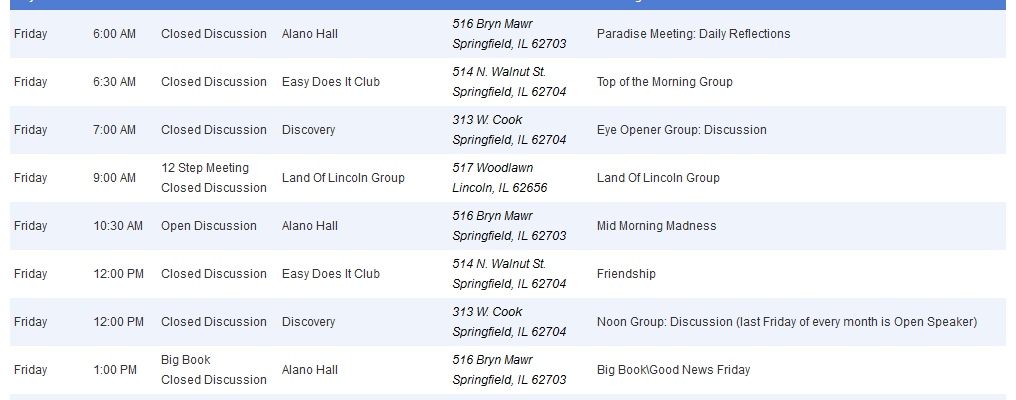 Friday 6:00 AM Closed Discussion Alano Hall 516 Bryn Mawr
Springfield, IL 62703 Paradise Meeting: Daily Reflections
Friday 6:30 AM Closed Discussion Easy Does It Club 514 N. Walnut St.
Springfield, IL 62704 Top of the Morning Group
Friday 7:00 AM Closed Discussion Discovery 313 W. Cook
Springfield, IL 62704 Eye Opener Group: Discussion
Friday 9:00 AM 12 Step Meeting
Closed Discussion Land Of Lincoln Group 517 Woodlawn
Lincoln, IL 62656 Land Of Lincoln Group
Friday 10:30 AM Open Discussion Alano Hall 516 Bryn Mawr
Springfield, IL 62703 Mid Morning Madness
Friday 12:00 PM Closed Discussion Easy Does It Club 514 N. Walnut St.
Springfield, IL 62704 Friendship
Friday 12:00 PM Closed Discussion Discovery 313 W. Cook
Springfield, IL 62704 Noon Group: Discussion (last Friday of every month is Open Speaker)
Friday 1:00 PM Big Book
Closed Discussion Alano Hall 516 Bryn Mawr
Springfield, IL 62703 Big Book\Good News Friday